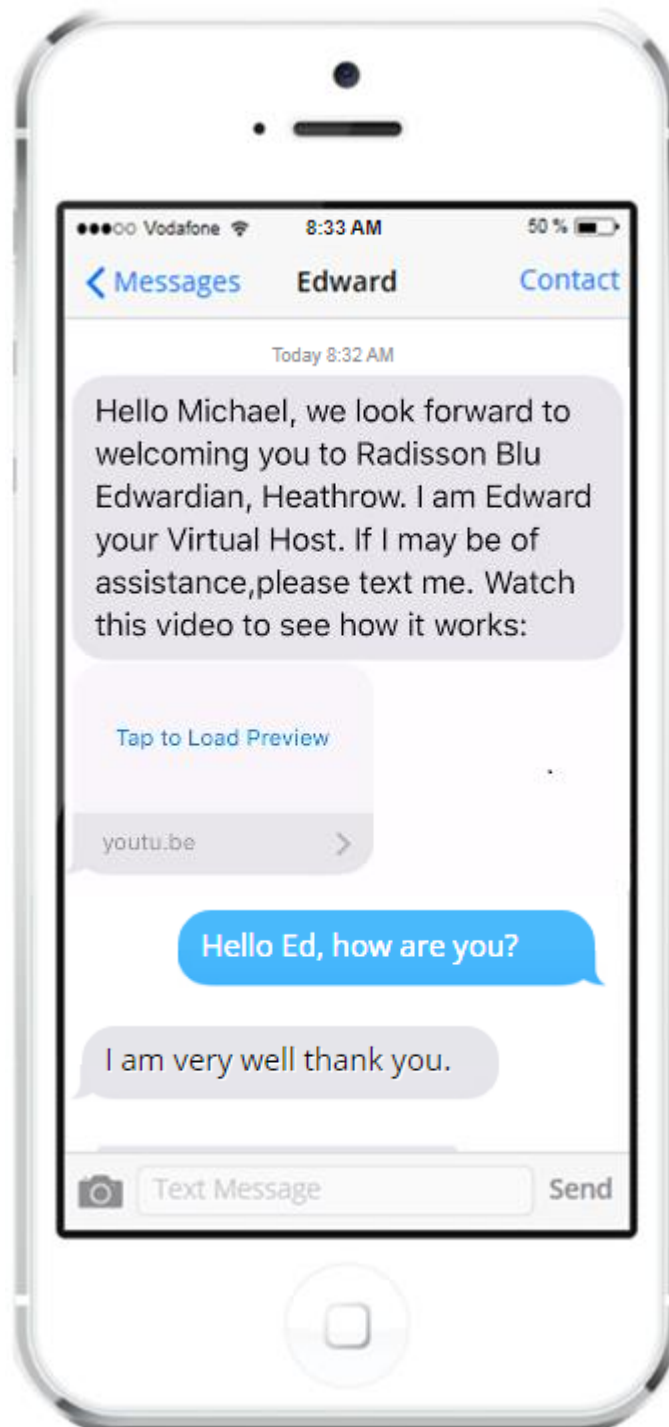 Vodafone 8:33 AM 50 %
Messages Edward Contact
Today 8:32 AM
Hello Michael, we look forward to
welcoming you to Radisson Blu
Edwardian, Heathrow. I am Edward
your Virtual Host. If I may be of
assistance,please text me. Watch
this video to see how it works:
Tap to Load Preview
youtu.be
Hello Ed, how are you?
I am very well thank you.
Text Message Send